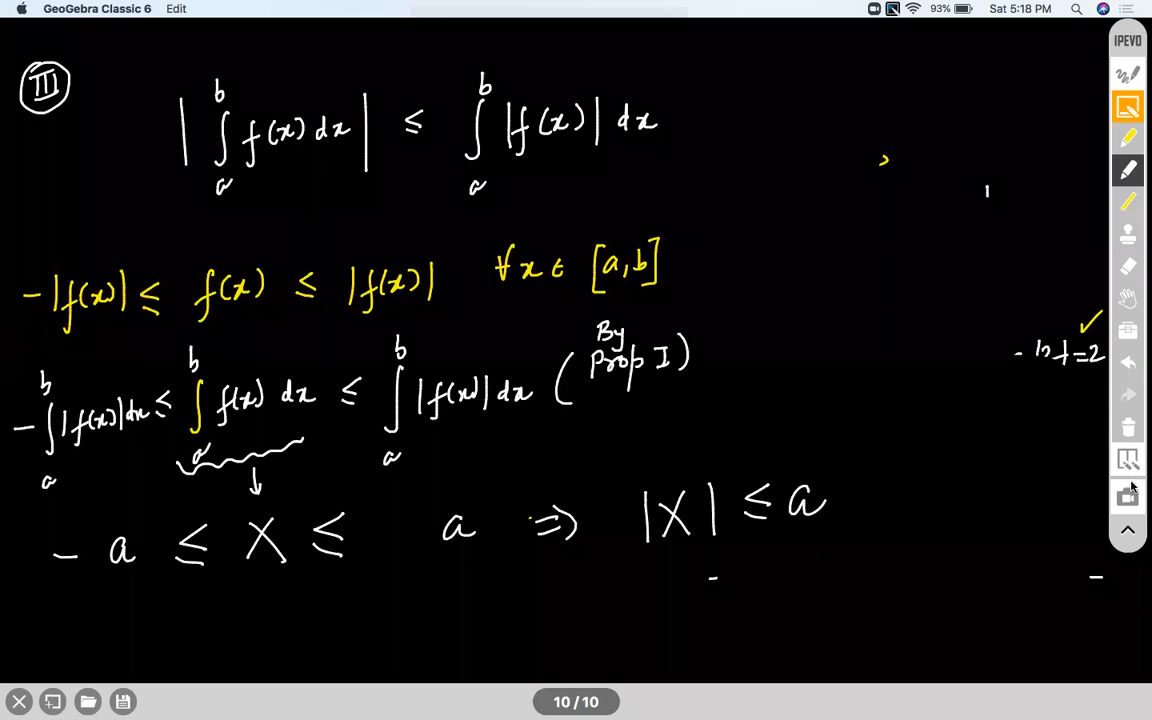 GeoGebra Classic 6 Edit 93% Sat 5:18 PM
IPEVO
III
|∫_a^b f(x) dx| ≤ ∫_a^b |f(x)| dx
-|f(x)| ≤ f(x) ≤ |f(x)| ∀ x ∈ [a,b]
-∫_a^b |f(x)| dx ≤ ∫_a^b f(x) dx ≤ ∫_a^b |f(x)| dx (By Prop I)
-a ≤ X ≤ a ⇒ |X| ≤ a
10 / 10